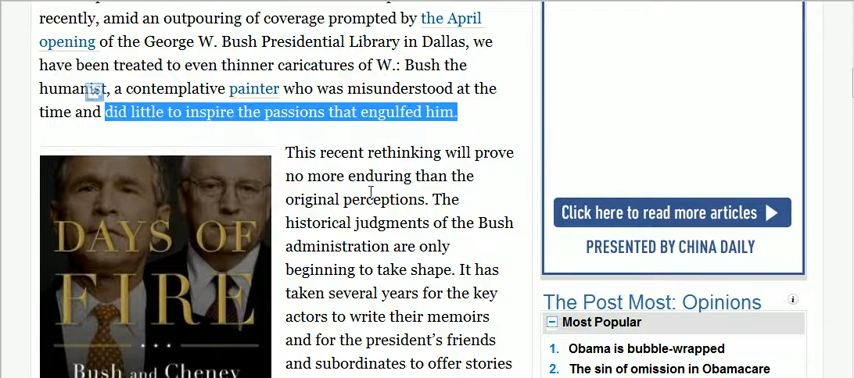 recently, amid an outpouring of coverage prompted by the April
opening of the George W. Bush Presidential Library in Dallas, we
have been treated to even thinner caricatures of W.: Bush the
humanist, a contemplative painter who was misunderstood at the
time and did little to inspire the passions that engulfed him.
This recent rethinking will prove
no more enduring than the
original perceptions. The
historical judgments of the Bush
administration are only
beginning to take shape. It has
taken several years for the key
actors to write their memoirs
and for the president's friends
and subordinates to offer stories
DAYS OF
FIRE
Bush and Cheney
Click here to read more articles
PRESENTED BY CHINA DAILY
The Post Most: Opinions
Most Popular
1. Obama is bubble-wrapped
2. The sin of omission in Obamacare